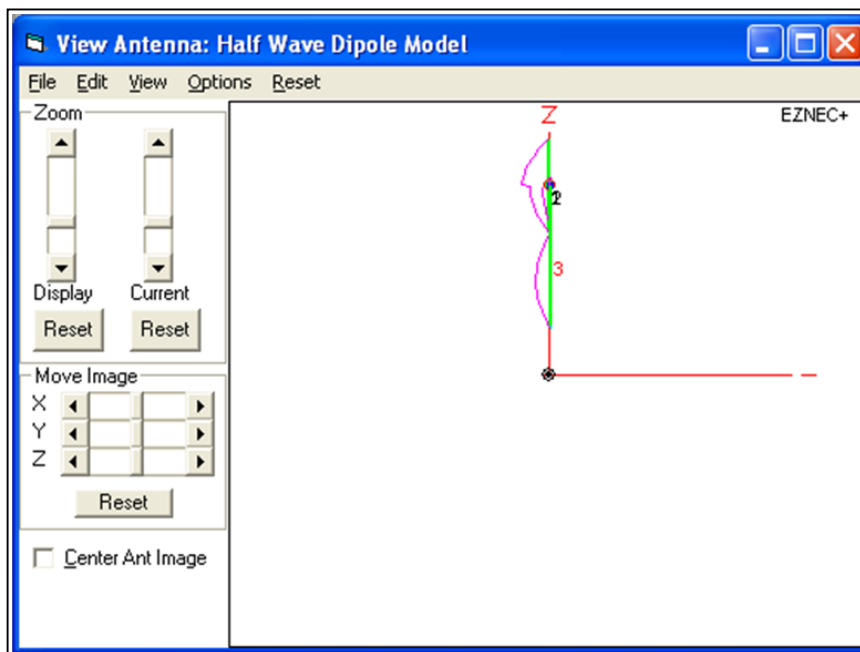 View Antenna: Half Wave Dipole Model
File Edit View Options Reset
Zoom
Display Current
Reset Reset
Move Image
X
Y
Z
Reset
Center Ant Image
Z
EZNEC+
3